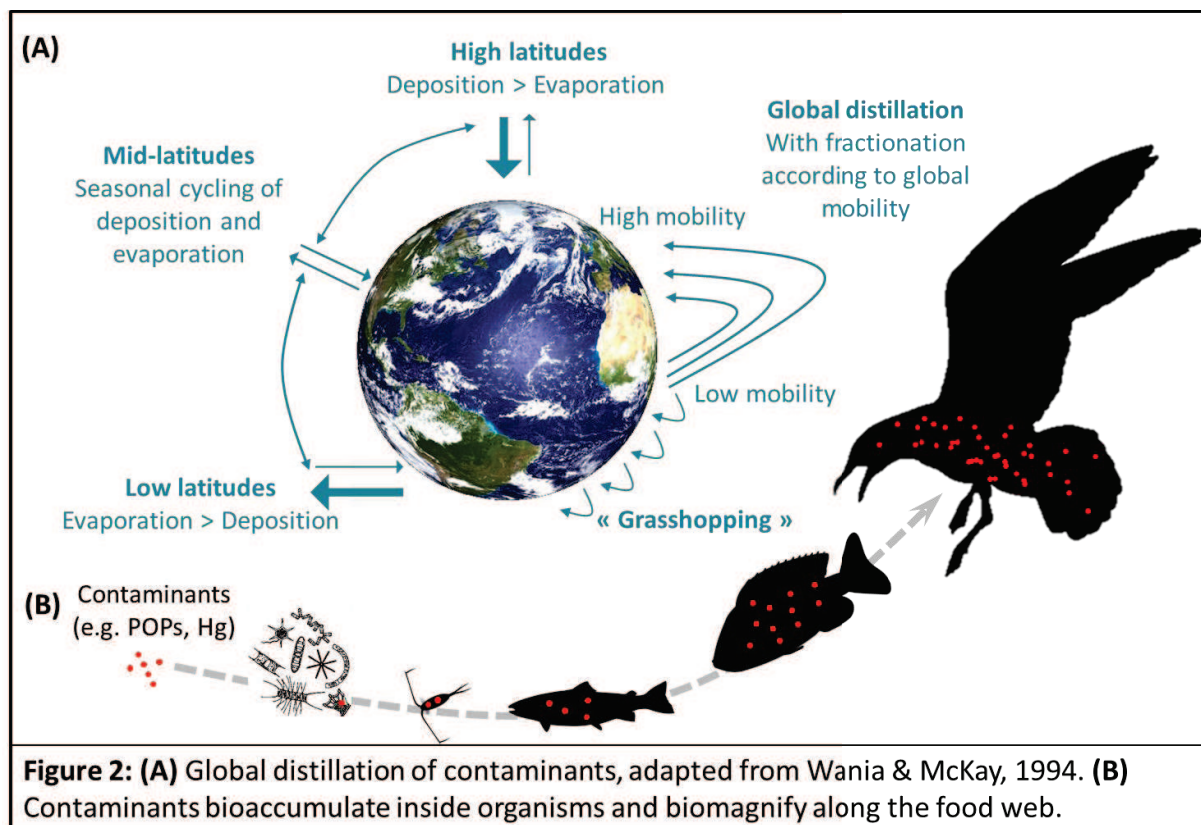 (A)
High latitudes
Deposition > Evaporation
Global distillation
With fractionation
according to global
mobility
Mid-latitudes
Seasonal cycling of
deposition and
evaporation
High mobility
Low mobility
Low latitudes
Evaporation > Deposition
« Grasshopping »
(B)
Contaminants
(e.g. POPs, Hg)
Figure 2: (A) Global distillation of contaminants, adapted from Wania & McKay, 1994. (B)
Contaminants bioaccumulate inside organisms and biomagnify along the food web.